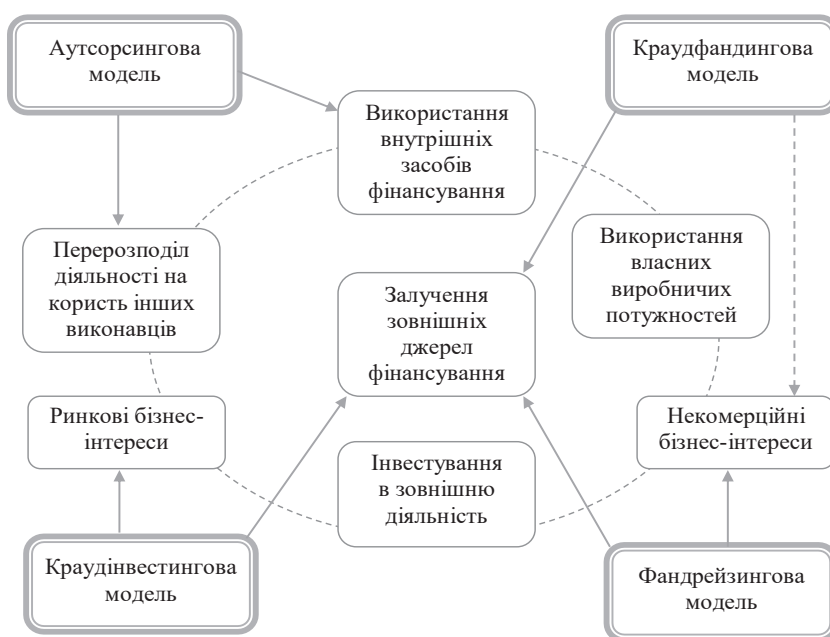 Аутсорсингова
модель
Краудфандингова
модель
Використання
внутрішніх
засобів
фінансування
Перерозподіл
діяльності на
користь інших
виконавців
Використання
власних
виробничих
потужностей
Залучення
зовнішніх
джерел
фінансування
Ринкові бізнес-
інтереси
Некомерційні
бізнес-інтереси
Інвестування
в зовнішню
діяльність
Краудінвестингова
модель
Фандрейзингова
модель